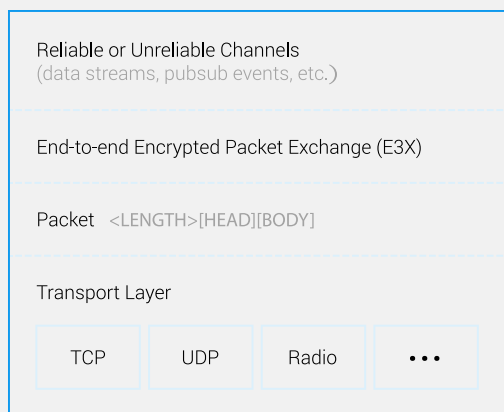 Reliable or Unreliable Channels
(data streams, pubsub events, etc.)
End-to-end Encrypted Packet Exchange (E3X)
Packet <LENGTH>[HEAD][BODY]
Transport Layer
TCP UDP Radio •••